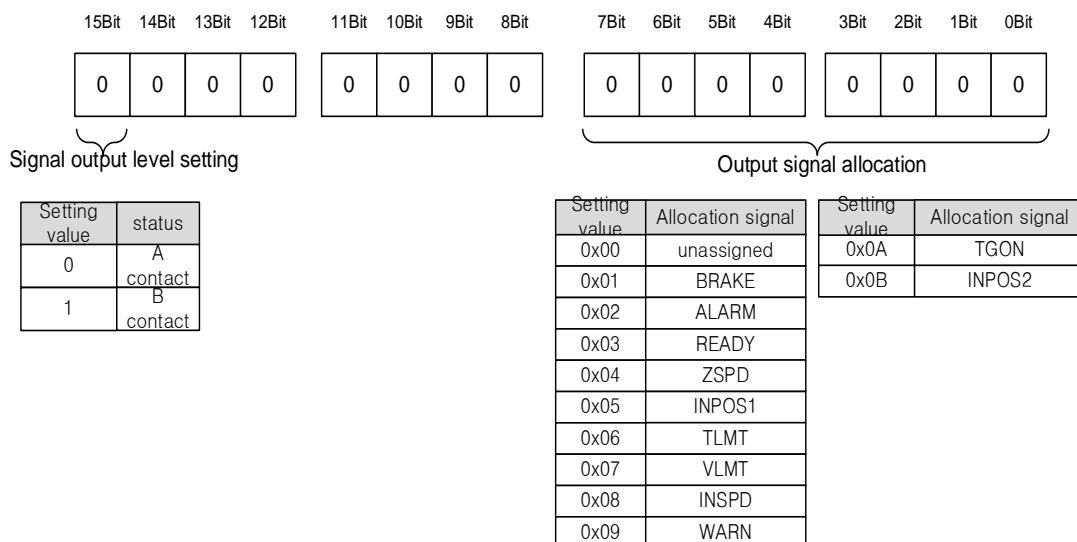 15Bit 14Bit 13Bit 12Bit 11Bit 10Bit 9Bit 8Bit 7Bit 6Bit 5Bit 4Bit 3Bit 2Bit 1Bit 0Bit
0 0 0 0 0 0 0 0 0 0 0 0 0 0 0 0
Signal output level setting
Setting value status
0 A contact
1 B contact
Output signal allocation
Setting value Allocation signal
0x00 unassigned
0x01 BRAKE
0x02 ALARM
0x03 READY
0x04 ZSPD
0x05 INPOS1
0x06 TLMT
0x07 VLMT
0x08 INSPD
0x09 WARN
Setting value Allocation signal
0x0A TGON
0x0B INPOS2